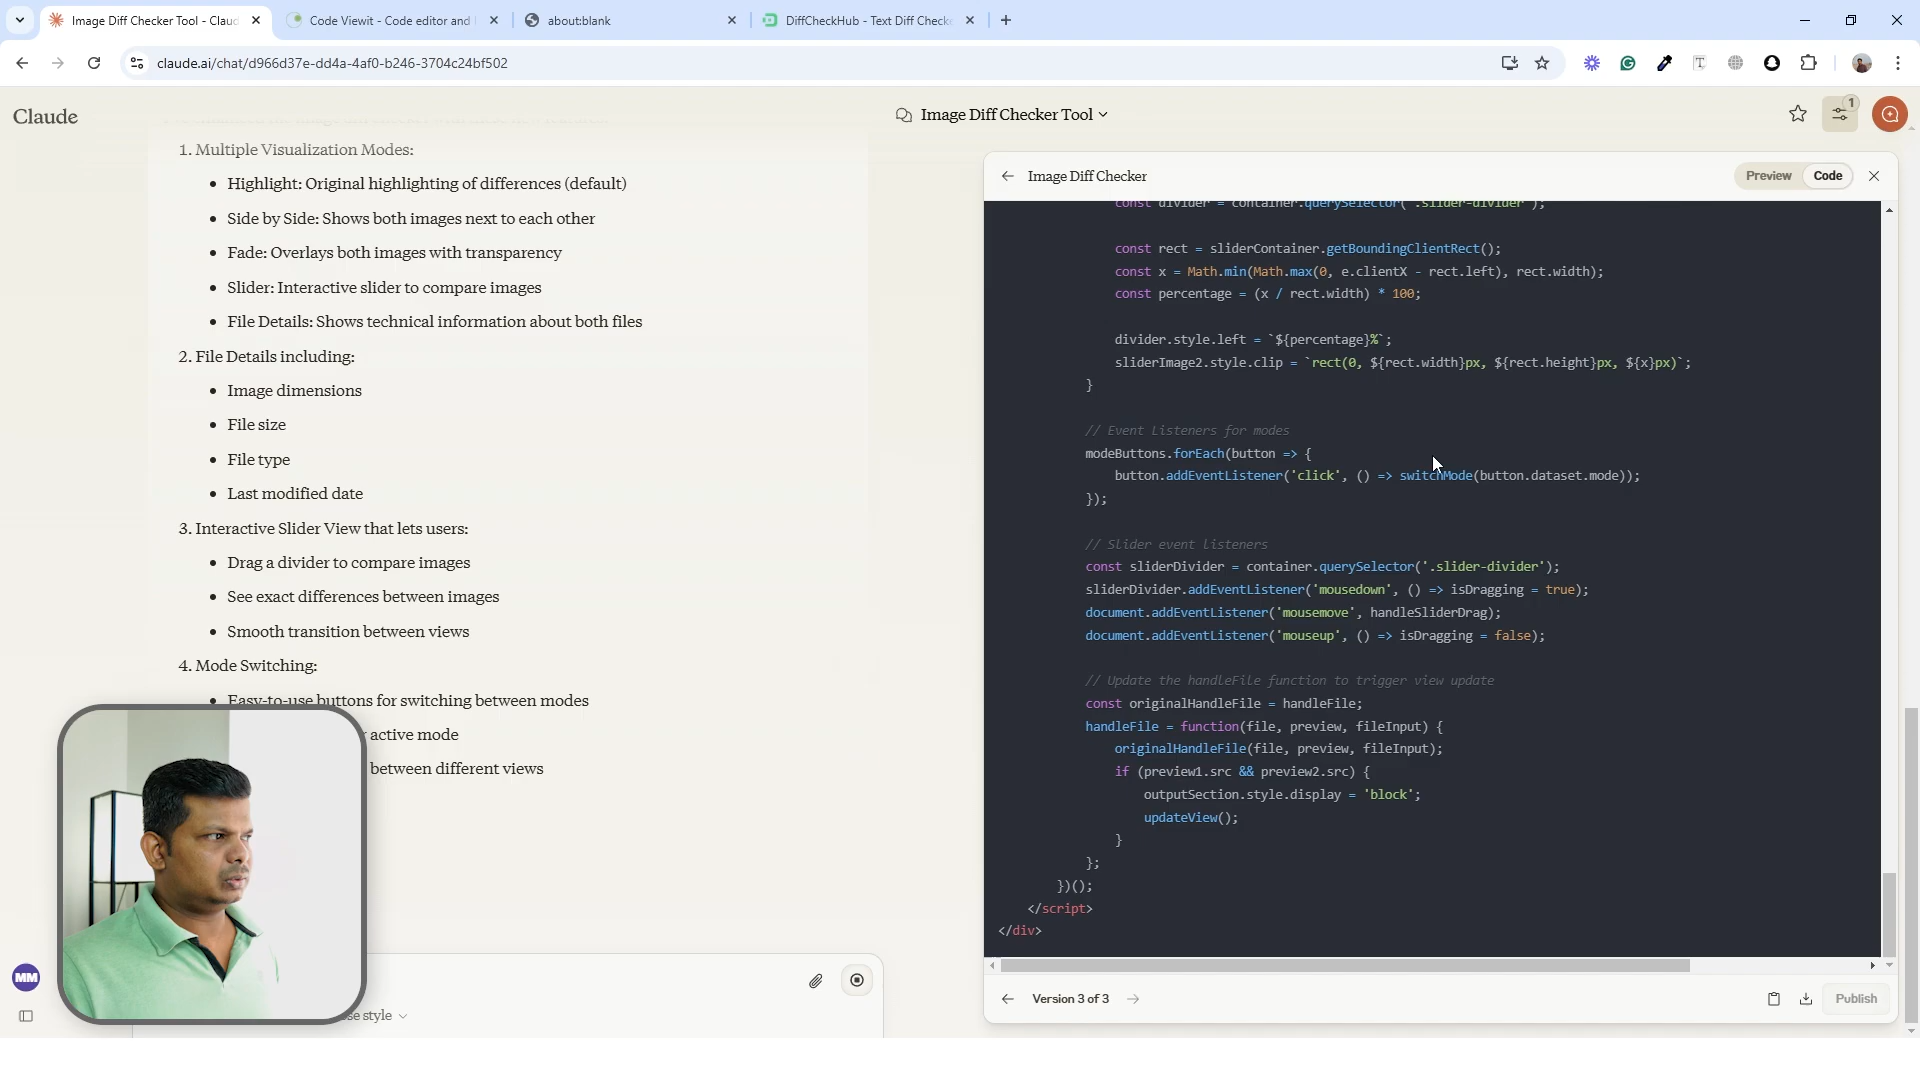 Image Diff Checker Tool - Claud
Code Viewit - Code editor and
about:blank
DiffCheckHub - Text Diff Checke
claude.ai/chat/d966d37e-dd4a-4af0-b246-3704c24bf502
Claude
Image Diff Checker Tool
1
1. Multiple Visualization Modes:
• Highlight: Original highlighting of differences (default)
• Side by Side: Shows both images next to each other
• Fade: Overlays both images with transparency
• Slider: Interactive slider to compare images
• File Details: Shows technical information about both files
2. File Details including:
• Image dimensions
• File size
• File type
• Last modified date
3. Interactive Slider View that lets users:
• Drag a divider to compare images
• See exact differences between images
• Smooth transition between views
4. Mode Switching:
• Easy-to-use buttons for switching between modes
active mode
between different views
MM
style
Image Diff Checker
Preview
Code
const divider = container.querySelector('.slider-divider');
const rect = sliderContainer.getBoundingClientRect();
const x = Math.min(Math.max(0, e.clientX - rect.left), rect.width);
const percentage = (x / rect.width) * 100;
divider.style.left = `${percentage}%`;
sliderImage2.style.clip = `rect(0, ${rect.width}px, ${rect.height}px, ${x}px)`;
}
// Event Listeners for modes
modeButtons.forEach(button => {
button.addEventListener('click', () => switchMode(button.dataset.mode));
});
// Slider event listeners
const sliderDivider = container.querySelector('.slider-divider');
sliderDivider.addEventListener('mousedown', () => isDragging = true);
document.addEventListener('mousemove', handleSliderDrag);
document.addEventListener('mouseup', () => isDragging = false);
// Update the handleFile function to trigger view update
const originalHandleFile = handleFile;
handleFile = function(file, preview, fileInput) {
originalHandleFile(file, preview, fileInput);
if (preview1.src && preview2.src) {
outputSection.style.display = 'block';
updateView();
}
};
})();
</script>
</div>
Version 3 of 3
Publish